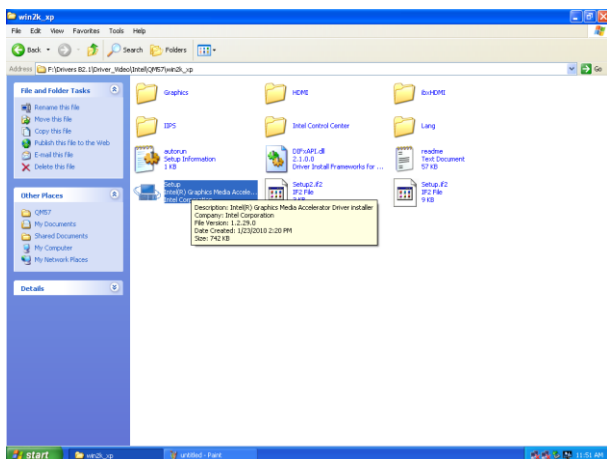 win2k_xp
File Edit View Favorites Tools Help
Back Search Folders
Address F:\Drivers B2.1\Driver_Video\Intel\QM57\win2k_xp Go
File and Folder Tasks
Rename this file
Move this file
Copy this file
Publish this file to the Web
E-mail this file
Delete this file
Other Places
QM57
My Documents
Shared Documents
My Computer
My Network Places
Details
Graphics
HDMI
ibxHDMI
IIPS
Intel Control Center
Lang
autorun
Setup Information
1 KB
DIFxAPI.dll
2.1.0.0
Driver Install Frameworks for ...
readme
Text Document
57 KB
Setup
Intel(R) Graphics Media Accele...
Intel Corporation
Setup2.if2
IF2 File
9 KB
Setup.if2
IF2 File
9 KB
Description: Intel(R) Graphics Media Accelerator Driver installer
Company: Intel Corporation
File Version: 1.2.29.0
Date Created: 1/23/2010 2:20 PM
Size: 742 KB
start
win2k_xp
untitled - Paint
11:51 AM